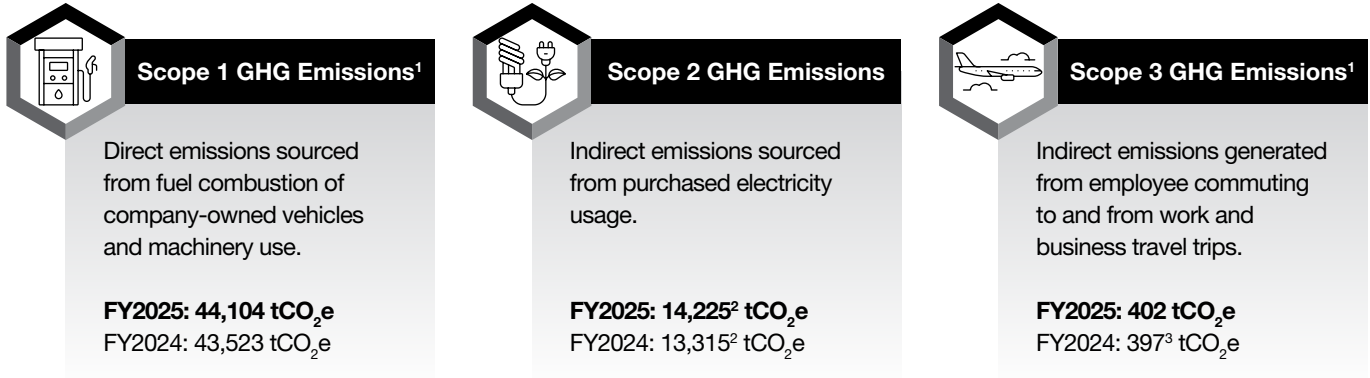 Scope 1 GHG Emissions¹
Direct emissions sourced
from fuel combustion of
company-owned vehicles
and machinery use.
FY2025: 44,104 tCO₂e
FY2024: 43,523 tCO₂e
Scope 2 GHG Emissions
Indirect emissions sourced
from purchased electricity
usage.
FY2025: 14,225² tCO₂e
FY2024: 13,315² tCO₂e
Scope 3 GHG Emissions¹
Indirect emissions generated
from employee commuting
to and from work and
business travel trips.
FY2025: 402 tCO₂e
FY2024: 397³ tCO₂e